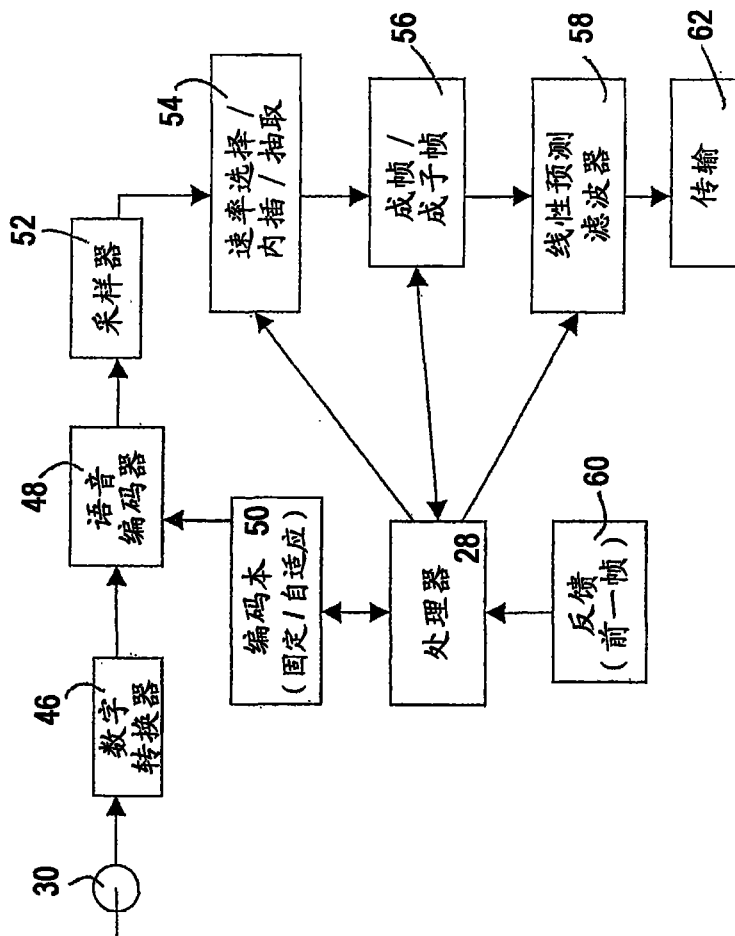 30
46
数字
转换器
48
语音
编码器
52
采样器
54
速率选择 /
内插 / 抽取
50
编码本
(固定/自适应)
56
成帧 /
成子帧
处理器
28
58
线性预测
滤波器
60
反馈
(前一帧)
62
传输